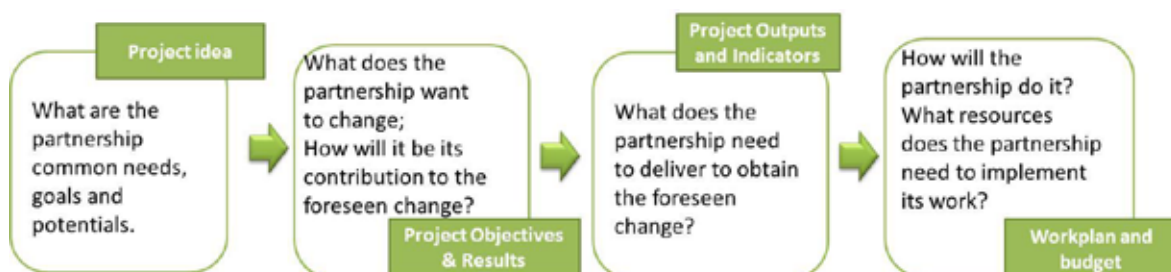 Project idea
What are the
partnership
common needs,
goals and
potentials.
What does the
partnership want
to change;
How will it be its
contribution to the
foreseen change?
Project Objectives
& Results
Project Outputs
and Indicators
What does the
partnership need
to deliver to obtain
the foreseen
change?
How will the
partnership do it?
What resources
does the partnership
need to implement
its work?
Workplan and
budget